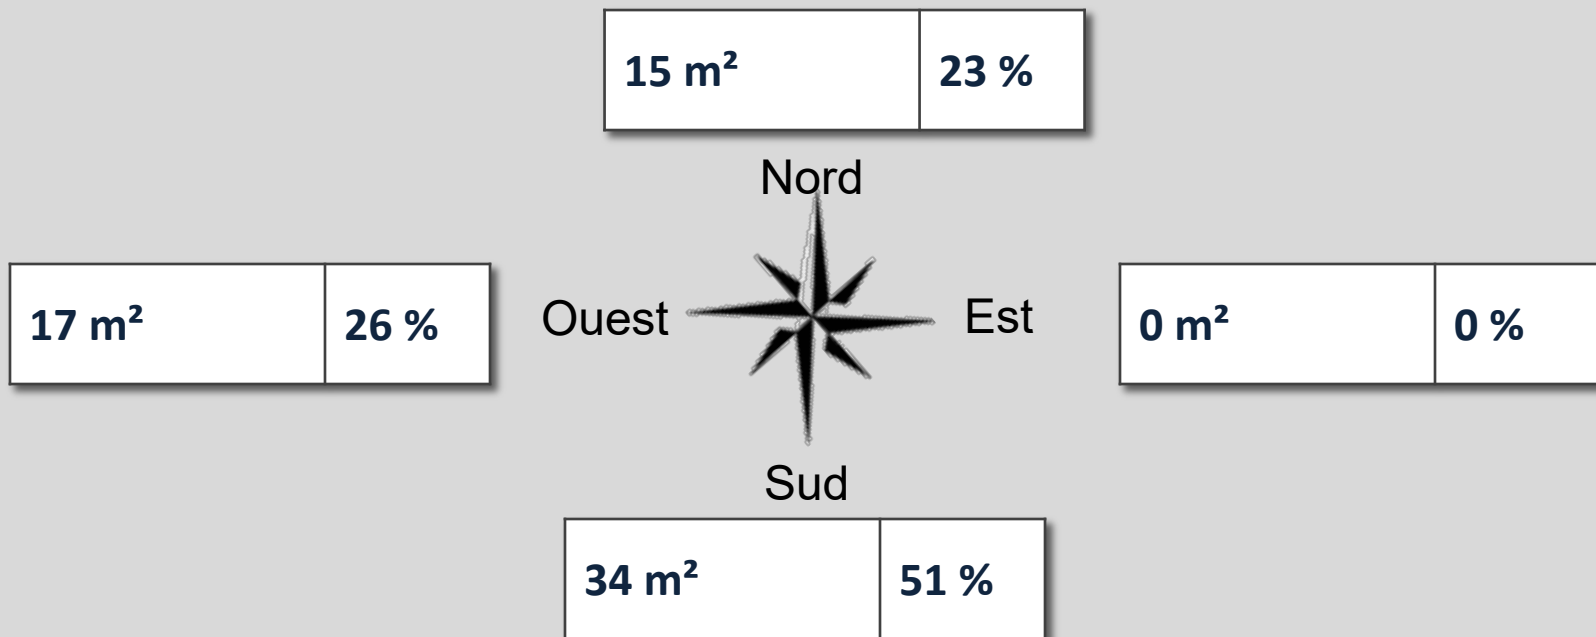 15 m² 23 %
Nord
17 m² 26 % Ouest Est 0 m² 0 %
Sud
34 m² 51 %